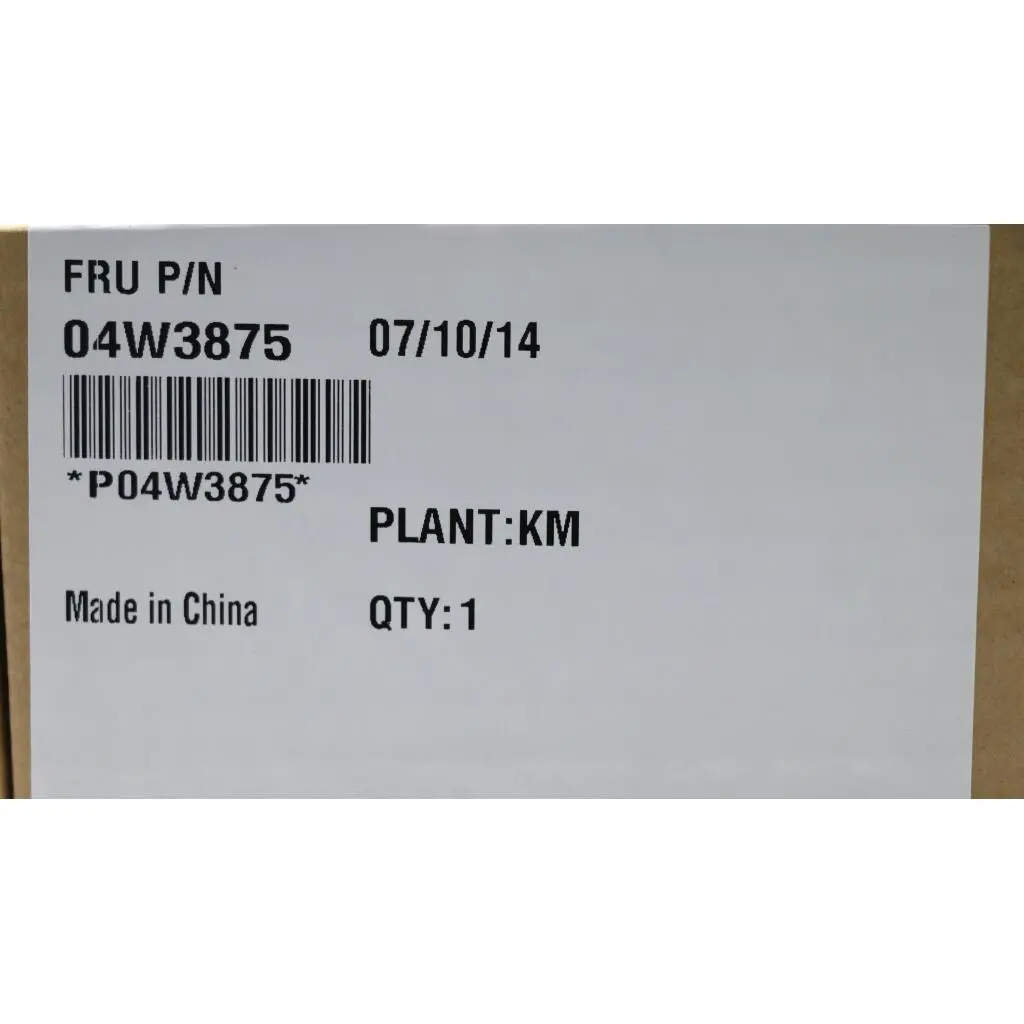 FRU P/N
04W3875 07/10/14
*P04W3875*
PLANT:KM
Made in China QTY: 1